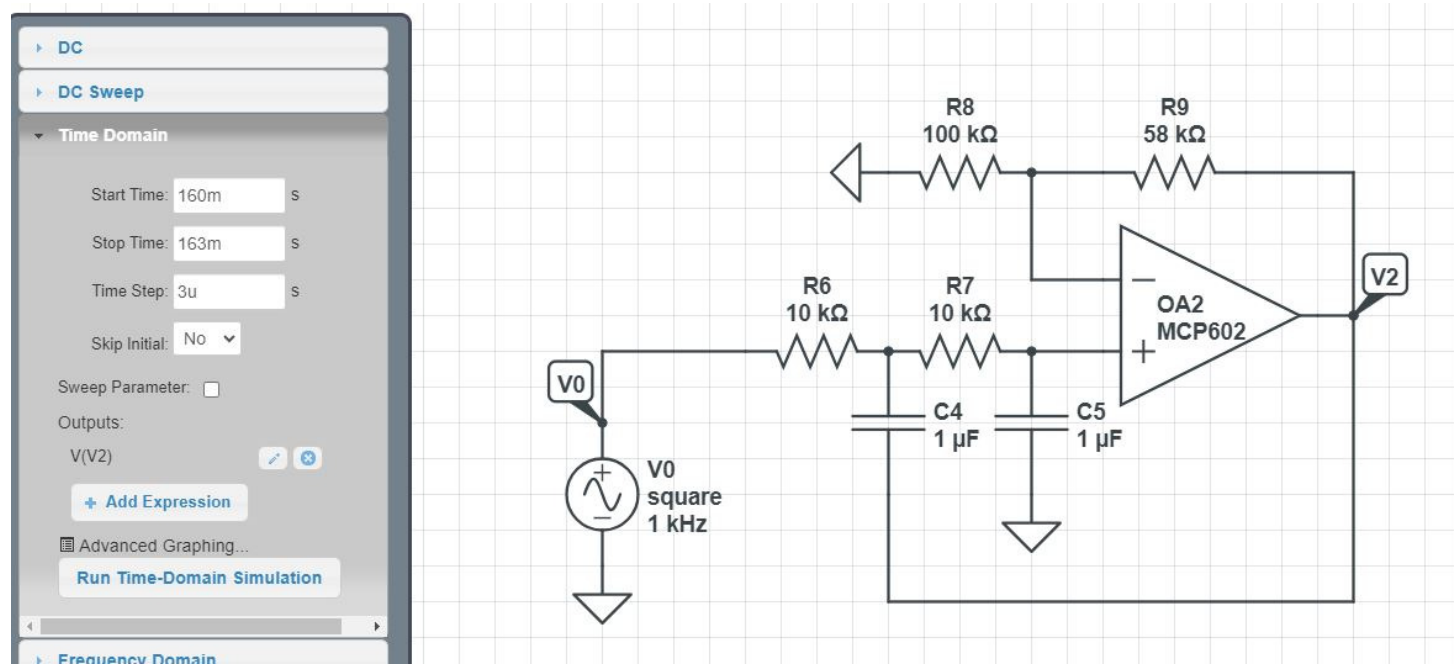 DC
DC Sweep
Time Domain
Start Time: 160m s
Stop Time: 163m s
Time Step: 3u s
Skip Initial: No
Sweep Parameter:
Outputs:
V(V2)
+ Add Expression
Advanced Graphing...
Run Time-Domain Simulation
Frequency Domain
R8
100 kΩ
R9
58 kΩ
R6
10 kΩ
R7
10 kΩ
OA2
MCP602
V2
V0
C4
1 µF
C5
1 µF
V0
square
1 kHz